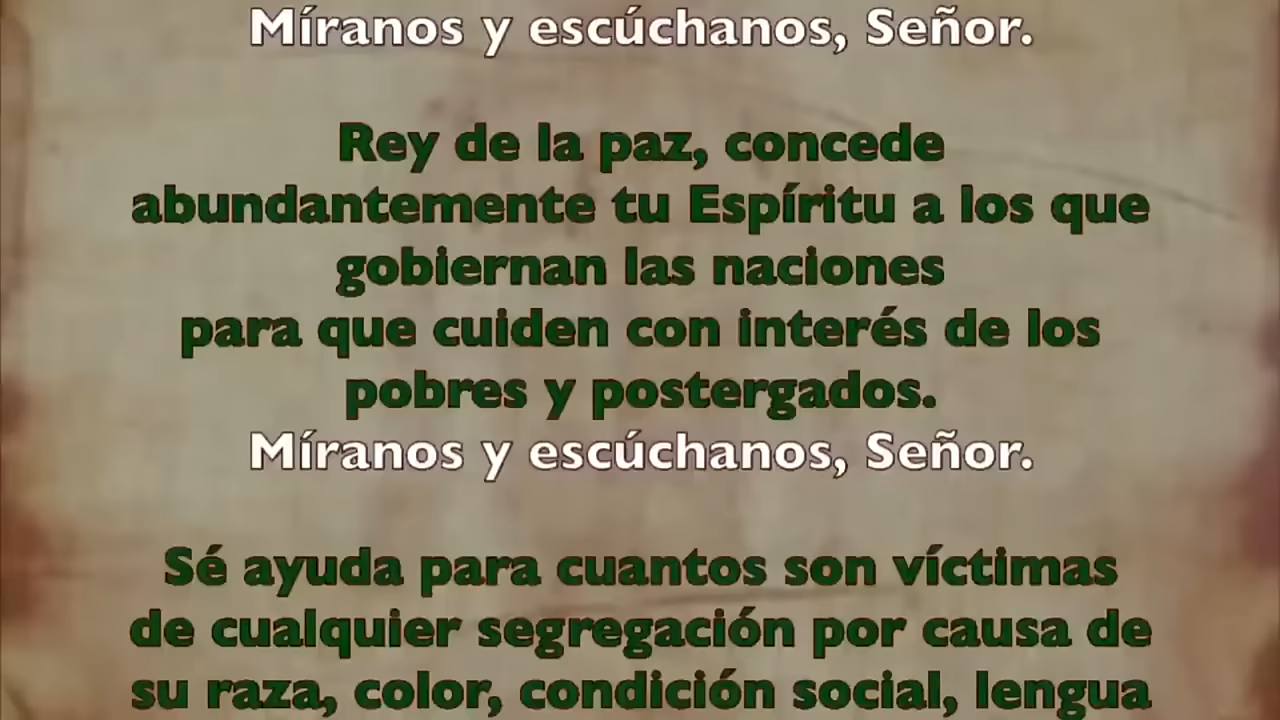 Míranos y escúchanos, Señor.
Rey de la paz, concede
abundantemente tu Espíritu a los que
gobiernan las naciones
para que cuiden con interés de los
pobres y postergados.
Míranos y escúchanos, Señor.
Sé ayuda para cuantos son víctimas
de cualquier segregación por causa de
su raza, color, condición social, lengua